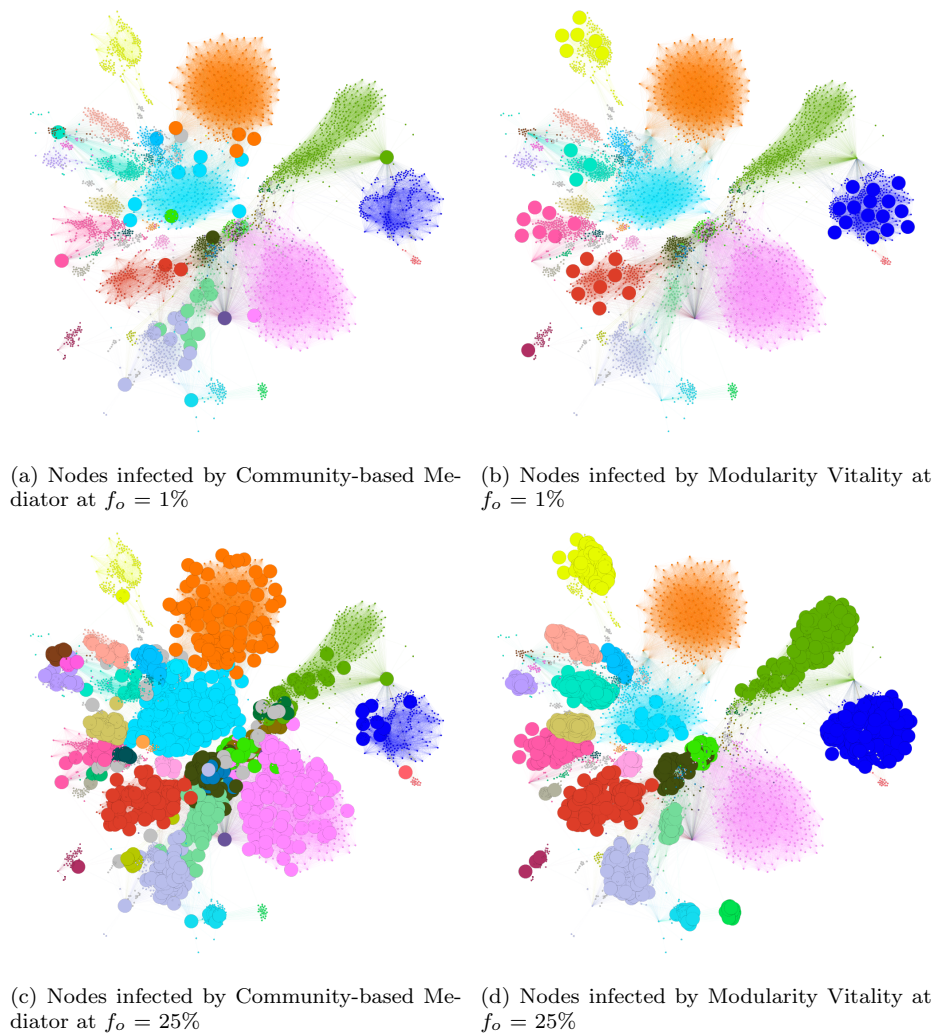 (a) Nodes infected by Community-based Me-
diator at f_o = 1%
(b) Nodes infected by Modularity Vitality at
f_o = 1%
(c) Nodes infected by Community-based Me-
diator at f_o = 25%
(d) Nodes infected by Modularity Vitality at
f_o = 25%